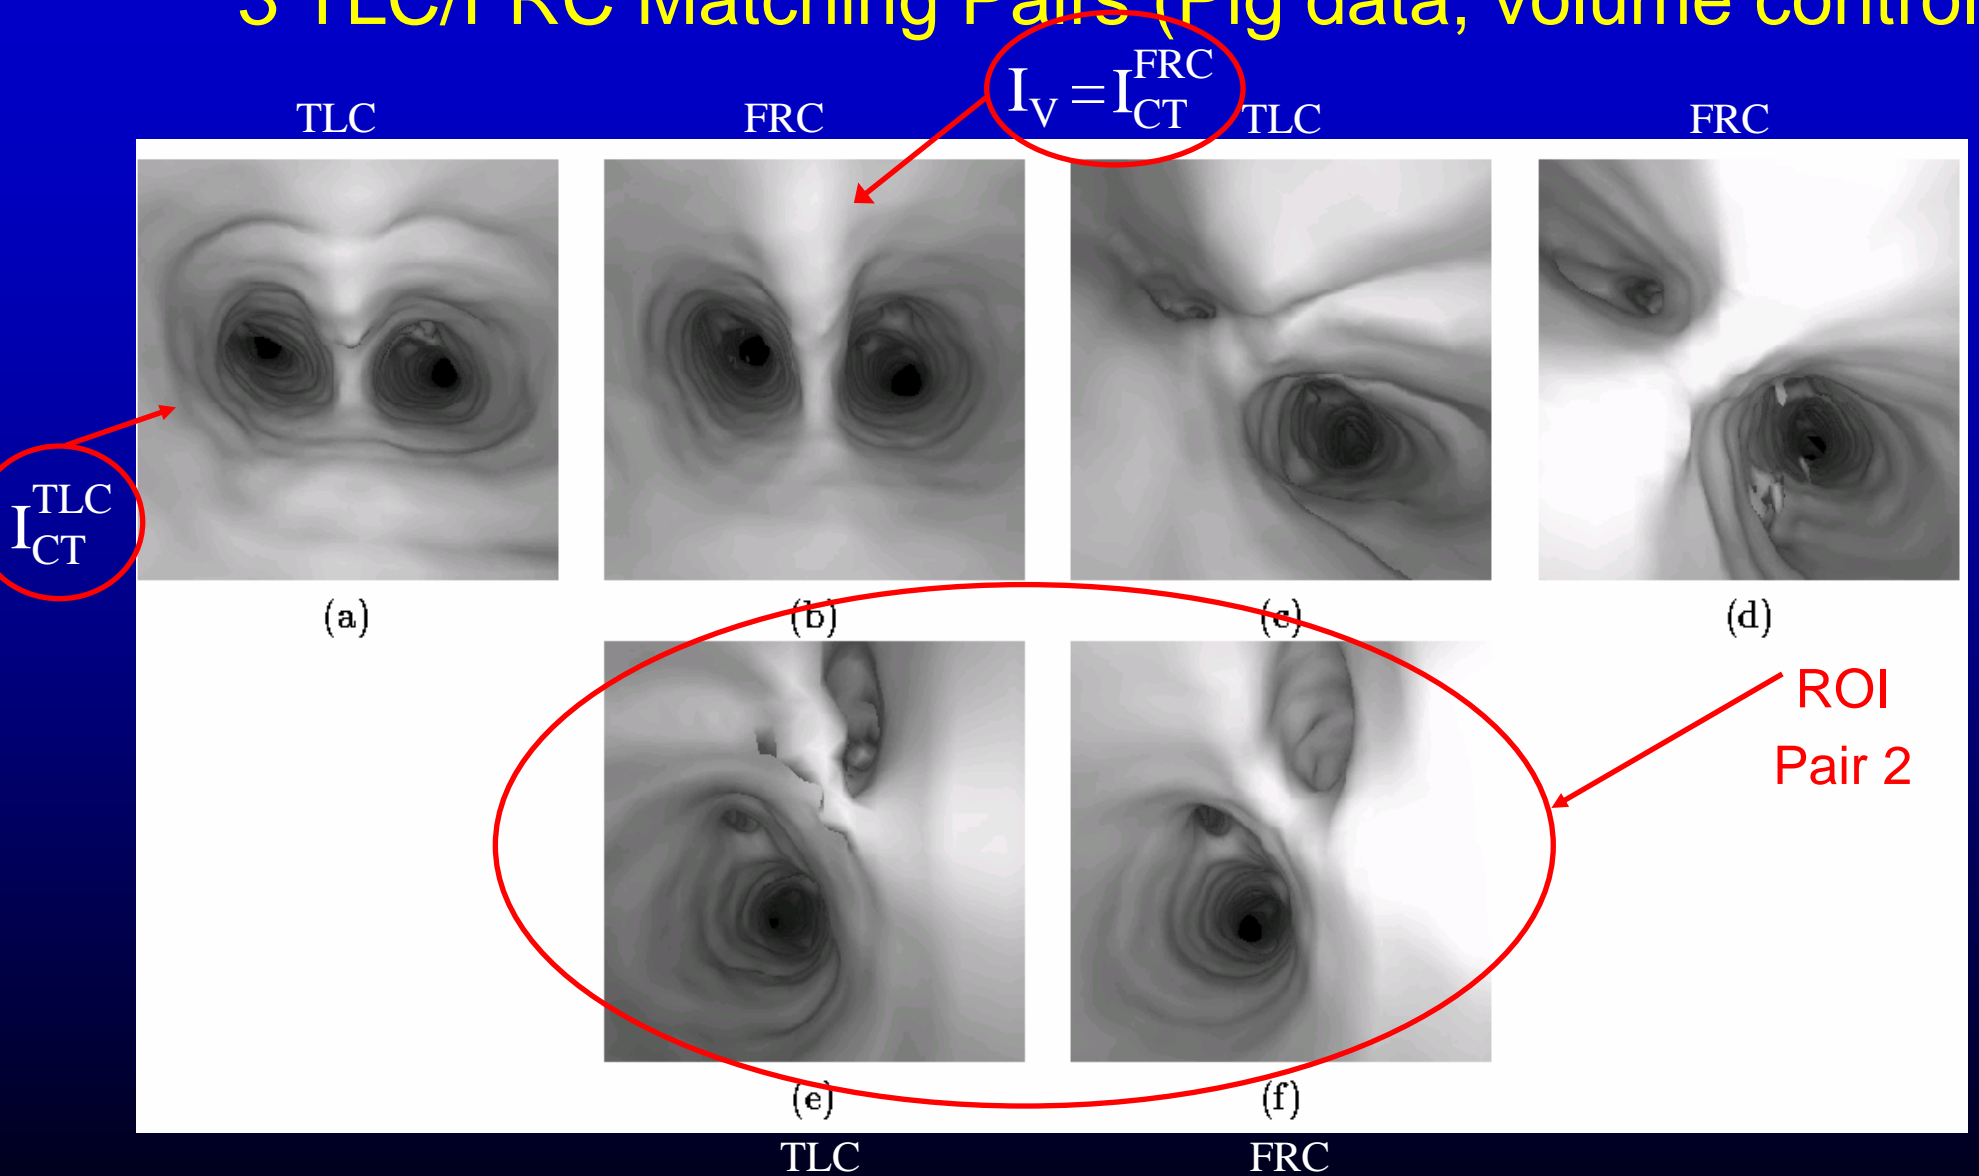 3 TLC/FRC Matching Pairs (Pig data, volume control
I_V = I_CT^FRC
TLC FRC TLC FRC
I_CT^TLC
(a) (b) (c) (d)
ROI
Pair 2
(e) (f)
TLC FRC